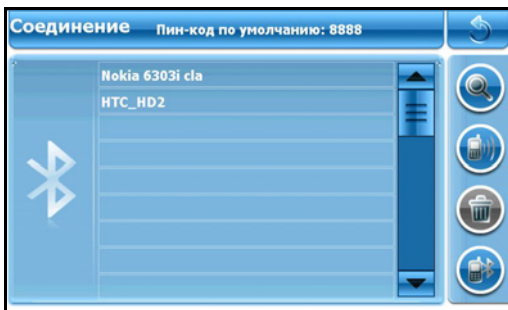 Соединение Пин-код по умолчанию: 8888
Nokia 6303i cla
HTC_HD2